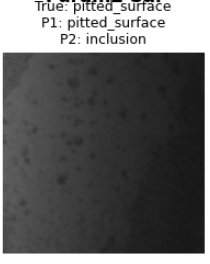 True: pitted_surface
P1: pitted_surface
P2: inclusion